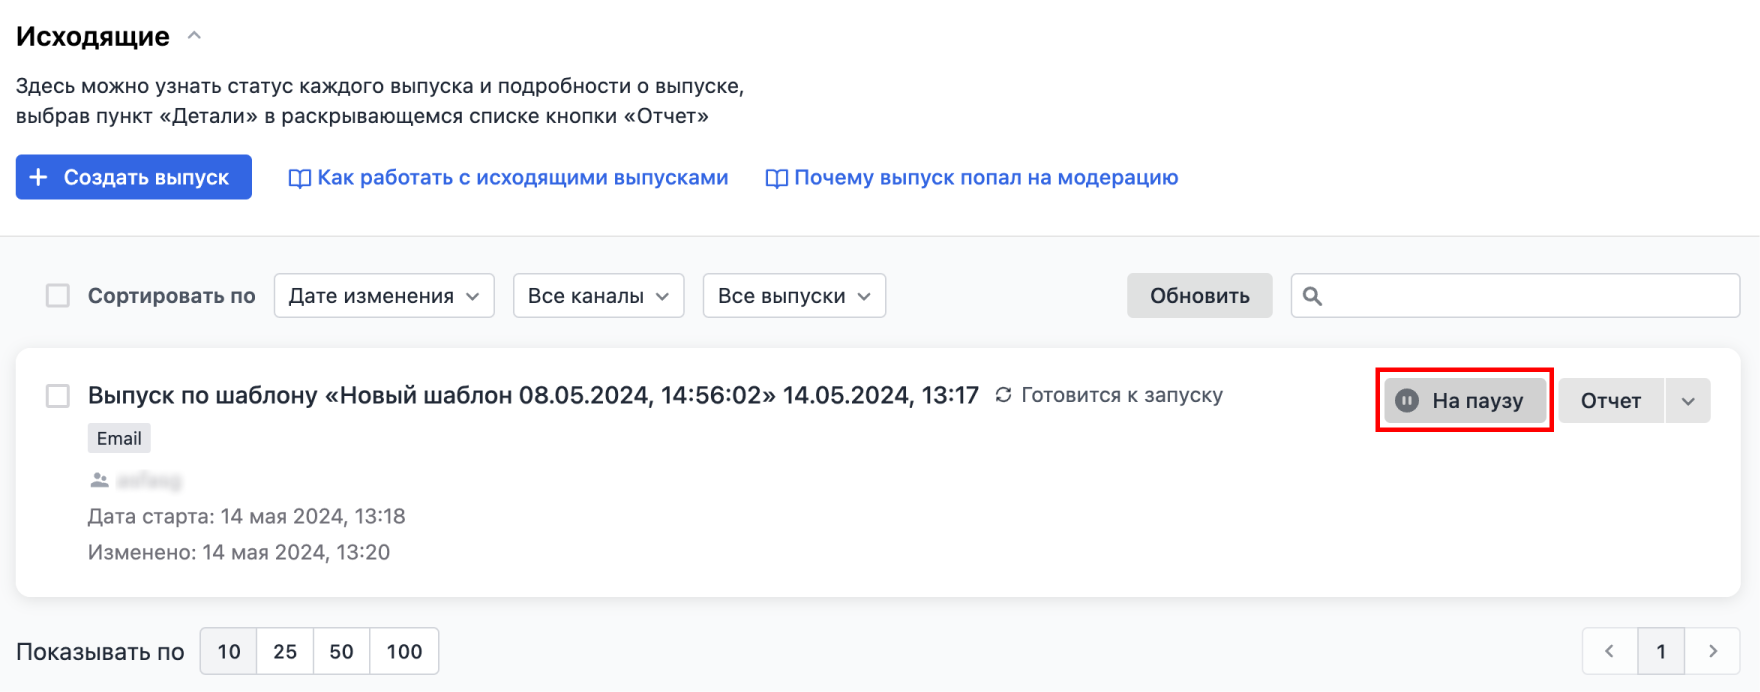 Исходящие
Здесь можно узнать статус каждого выпуска и подробности о выпуске,
выбрав пункт «Детали» в раскрывающемся списке кнопки «Отчет»
+ Создать выпуск Как работать с исходящими выпусками Почему выпуск попал на модерацию
Сортировать по Дате изменения Все каналы Все выпуски Обновить
Выпуск по шаблону «Новый шаблон 08.05.2024, 14:56:02» 14.05.2024, 13:17 Готовится к запуску На паузу Отчет
Email
Дата старта: 14 мая 2024, 13:18
Изменено: 14 мая 2024, 13:20
Показывать по 10 25 50 100 1